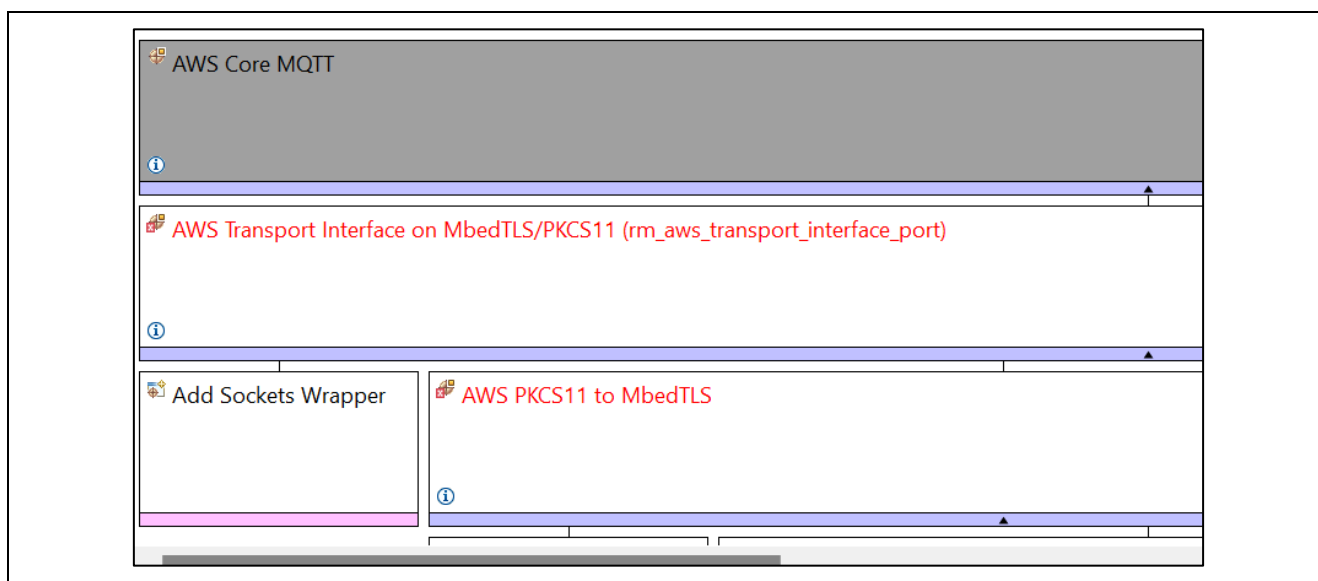 AWS Core MQTT
AWS Transport Interface on MbedTLS/PKCS11 (rm_aws_transport_interface_port)
Add Sockets Wrapper
AWS PKCS11 to MbedTLS